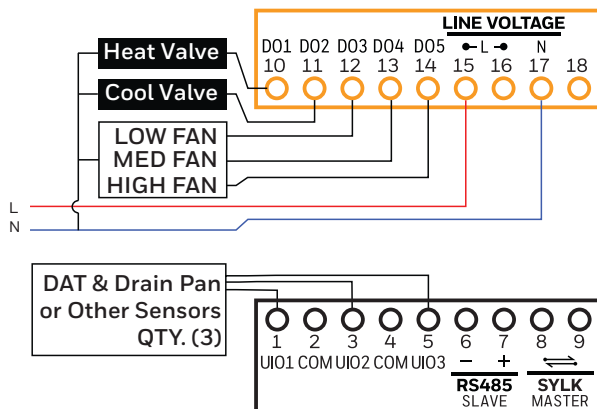 LINE VOLTAGE
Heat Valve
DO1 DO2 DO3 DO4 DO5 L N
10 11 12 13 14 15 16 17 18
Cool Valve
LOW FAN
MED FAN
HIGH FAN
L
N
DAT & Drain Pan
or Other Sensors
QTY. (3)
1 2 3 4 5 6 7 8 9
UIO1 COM UIO2 COM UIO3 − +
RS485 SYLK
SLAVE MASTER